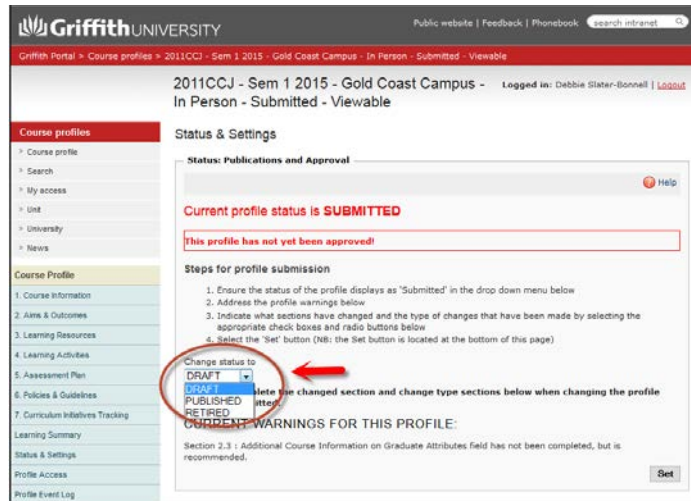 Griffith UNIVERSITY
Public website | Feedback | Phonebook
search intranet
Griffith Portal > Course profiles > 2011CCJ - Sem 1 2015 - Gold Coast Campus - In Person - Submitted - Viewable
2011CCJ - Sem 1 2015 - Gold Coast Campus -
In Person - Submitted - Viewable
Logged in: Debbie Slater-Bonnell | Logout
Course profiles
Course profile
Search
My access
Unit
University
News
Course Profile
1. Course Information
2. Aims & Outcomes
3. Learning Resources
4. Learning Activities
5. Assessment Plan
6. Policies & Guidelines
7. Curriculum Initiatives Tracking
Learning Summary
Status & Settings
Profile Access
Profile Event Log
Status & Settings
Status: Publications and Approval
Help
Current profile status is SUBMITTED
This profile has not yet been approved!
Steps for profile submission
1. Ensure the status of the profile displays as 'Submitted' in the drop down menu below
2. Address the profile warnings below
3. Indicate what sections have changed and the type of changes that have been made by selecting the
appropriate check boxes and radio buttons below
4. Select the 'Set' button (NB: the Set button is located at the bottom of this page)
Change status to
DRAFT
DRAFT
PUBLISHED
RETIRED
the changed section and change type sections below when changing the profile
CURRENT WARNINGS FOR THIS PROFILE:
Section 2.3 : Additional Course Information on Graduate Attributes field has not been completed, but is
recommended.
Set